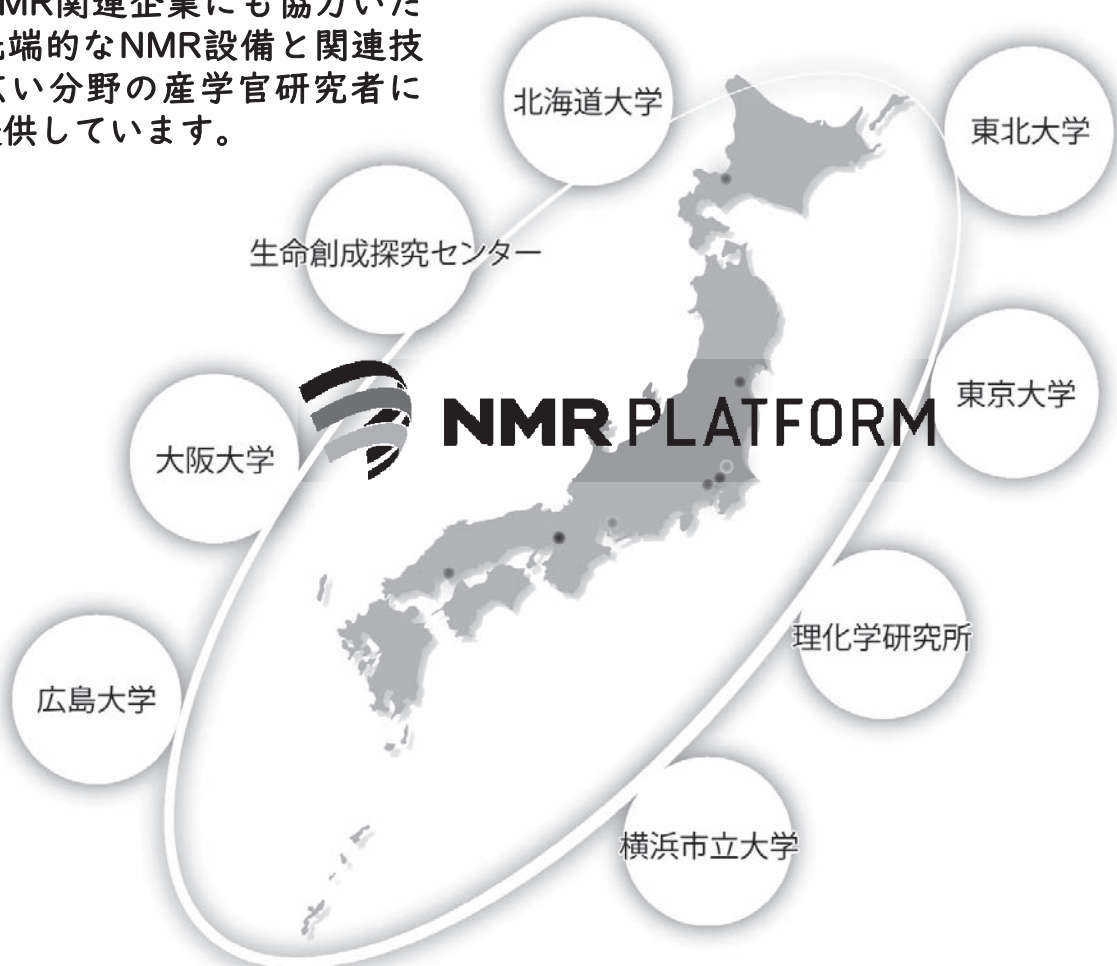 MR関連企業にも協力いた
端的なNMR設備と関連技
広い分野の産学官研究者に
提供しています。
北海道大学
東北大学
生命創成探究センター
東京大学
NMR PLATFORM
大阪大学
理化学研究所
広島大学
横浜市立大学